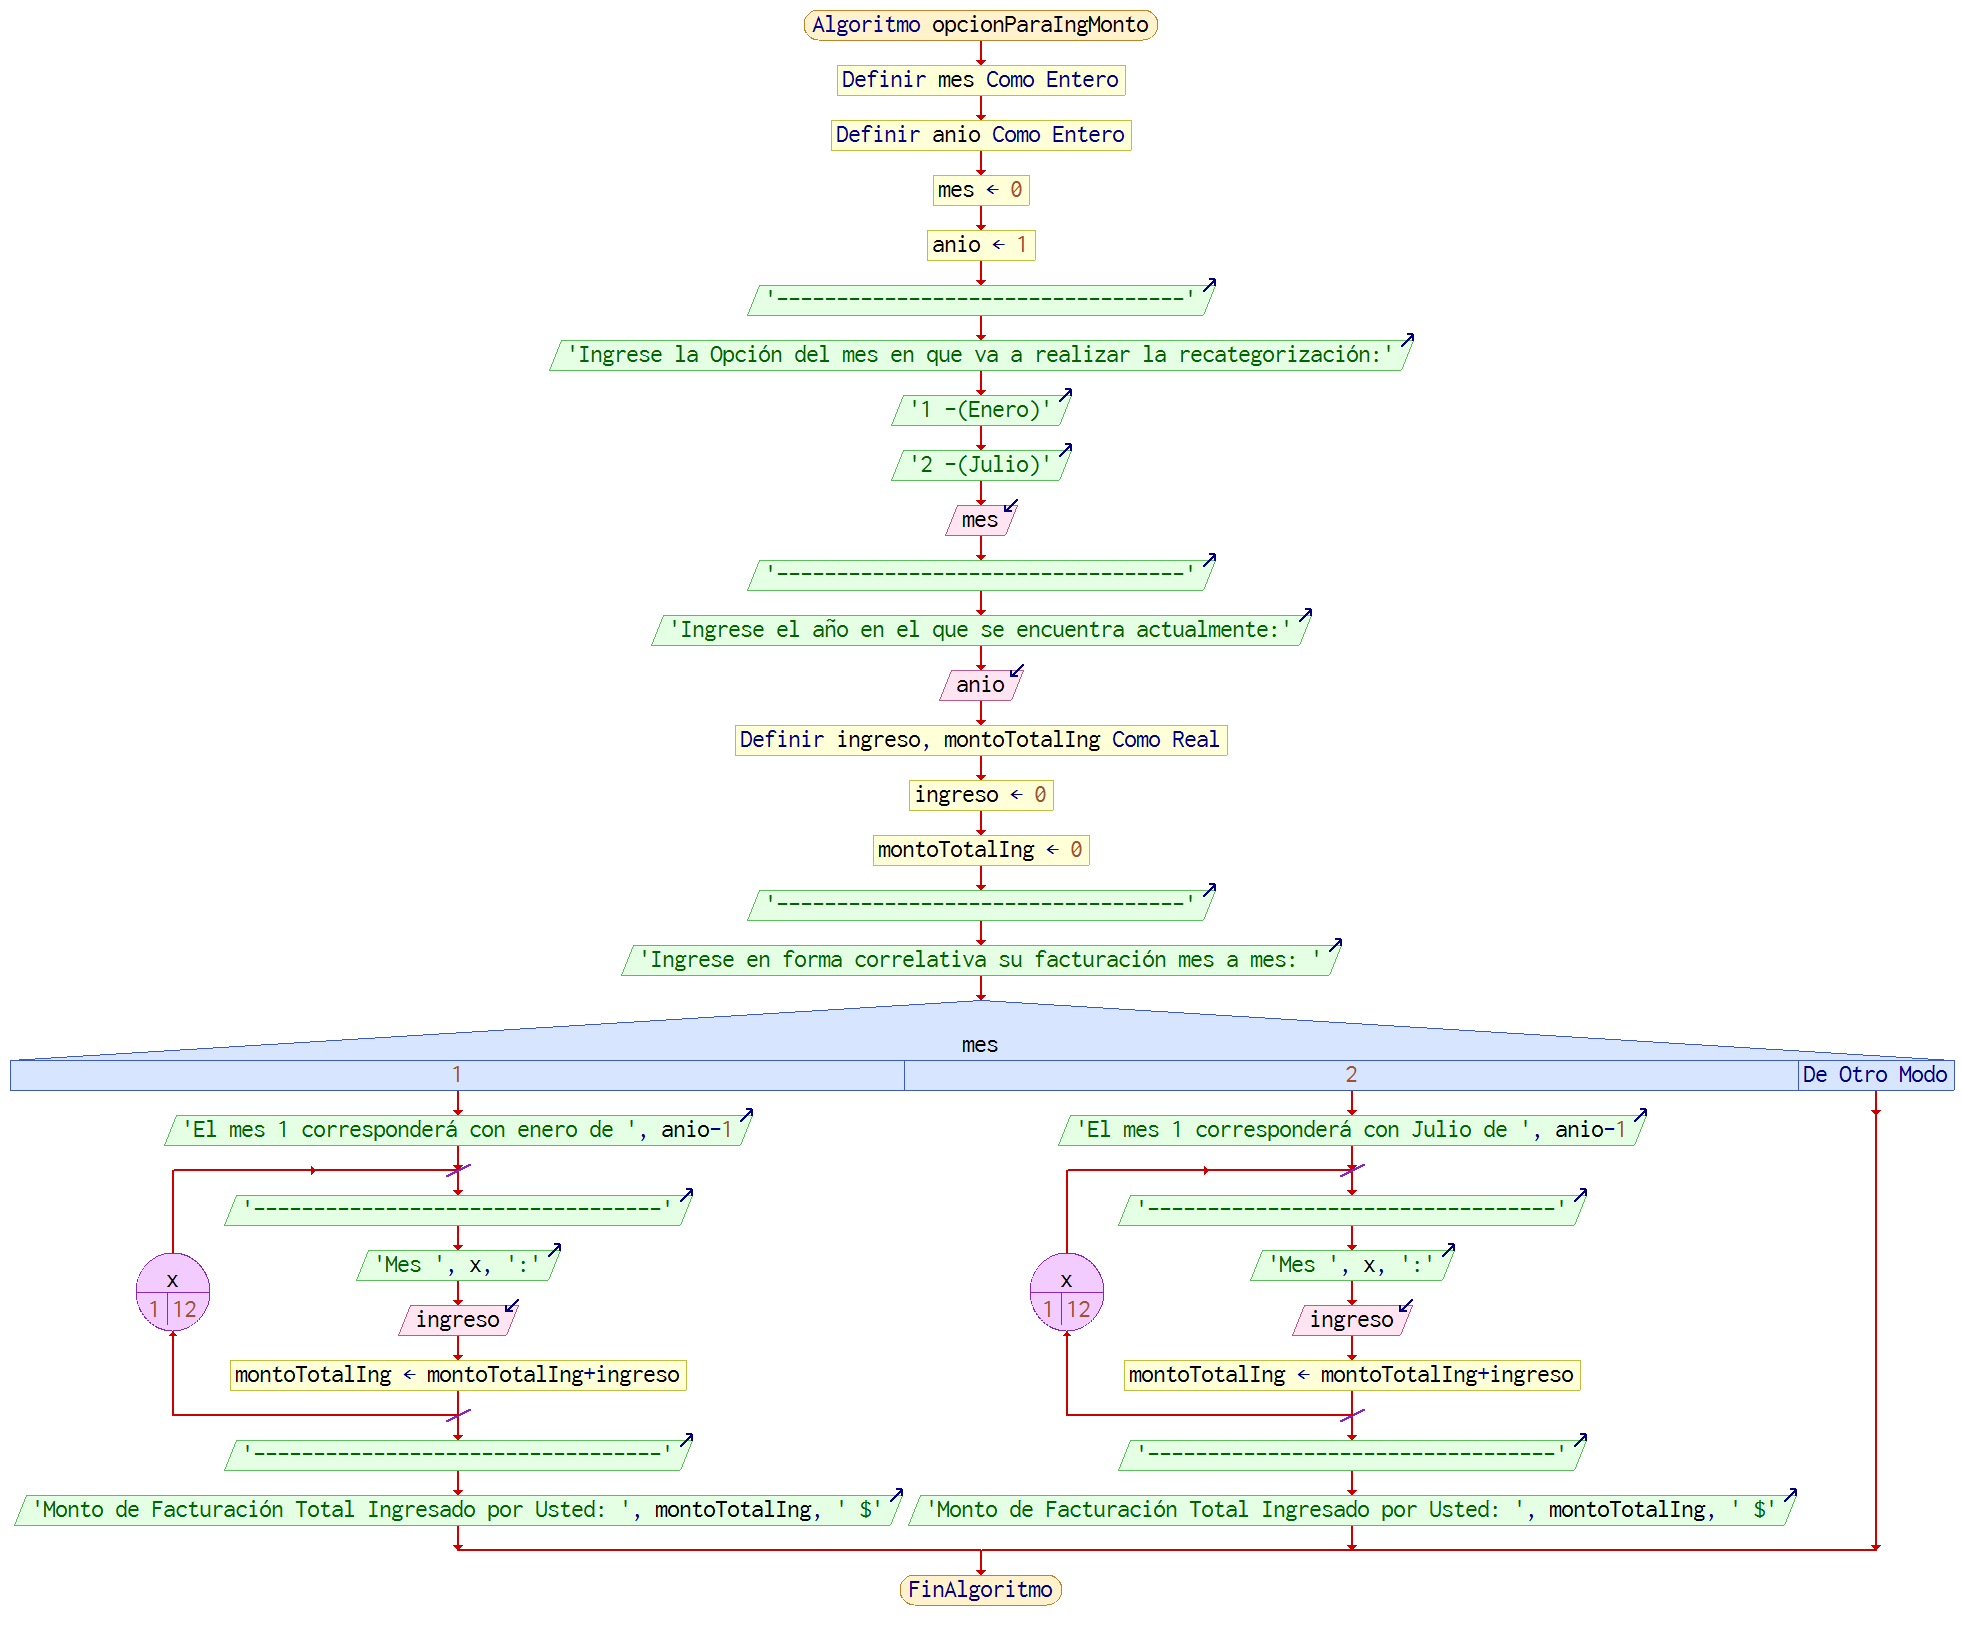 Algoritmo opcionParaIngMonto
Definir mes Como Entero
Definir anio Como Entero
mes ← 0
anio ← 1
'----------------------------------'
'Ingrese la Opción del mes en que va a realizar la recategorización:'
'1 -(Enero)'
'2 -(Julio)'
mes
'----------------------------------'
'Ingrese el año en el que se encuentra actualmente:'
anio
Definir ingreso, montoTotalIng Como Real
ingreso ← 0
montoTotalIng ← 0
'----------------------------------'
'Ingrese en forma correlativa su facturación mes a mes: '
mes
1
2
De Otro Modo
'El mes 1 corresponderá con enero de ', anio-1
'----------------------------------'
'Mes ', x, ':'
x
1 12
ingreso
montoTotalIng ← montoTotalIng+ingreso
'----------------------------------'
'Monto de Facturación Total Ingresado por Usted: ', montoTotalIng, ' $'
'El mes 1 corresponderá con Julio de ', anio-1
'----------------------------------'
'Mes ', x, ':'
x
1 12
ingreso
montoTotalIng ← montoTotalIng+ingreso
'----------------------------------'
'Monto de Facturación Total Ingresado por Usted: ', montoTotalIng, ' $'
FinAlgoritmo